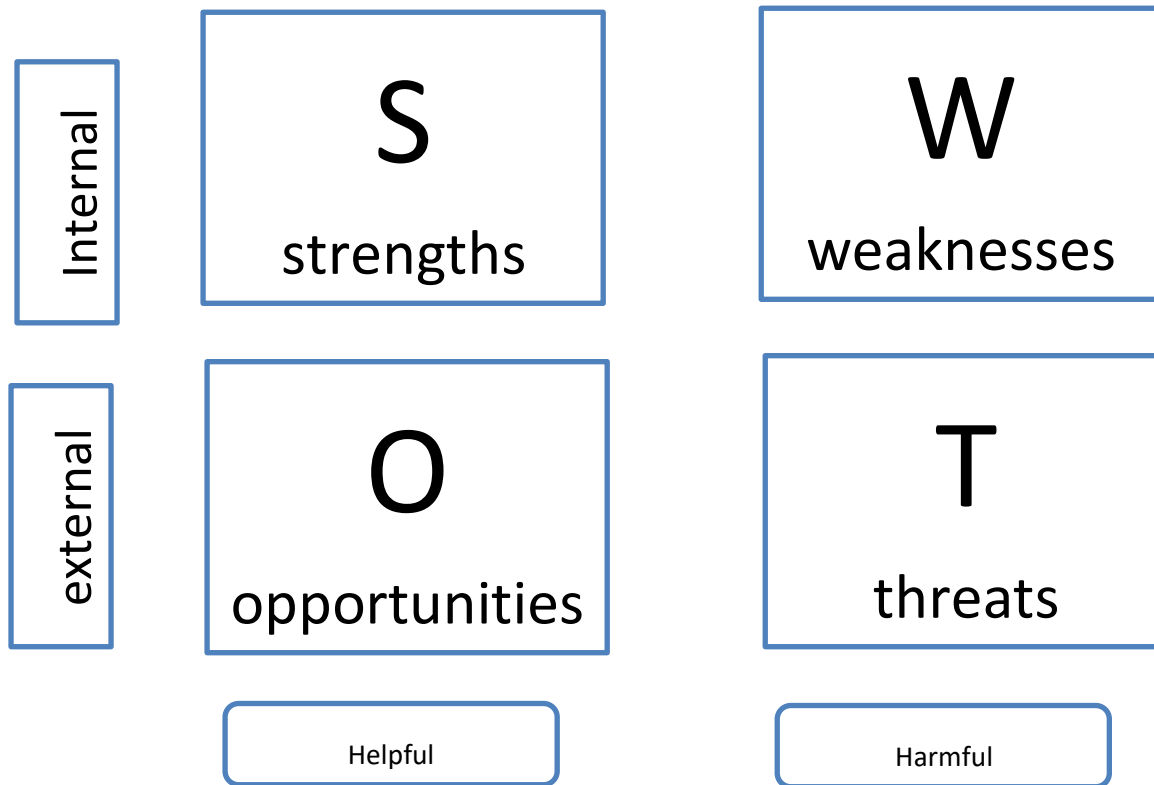 Internal
S
strengths
W
weaknesses
external
O
opportunities
T
threats
Helpful
Harmful